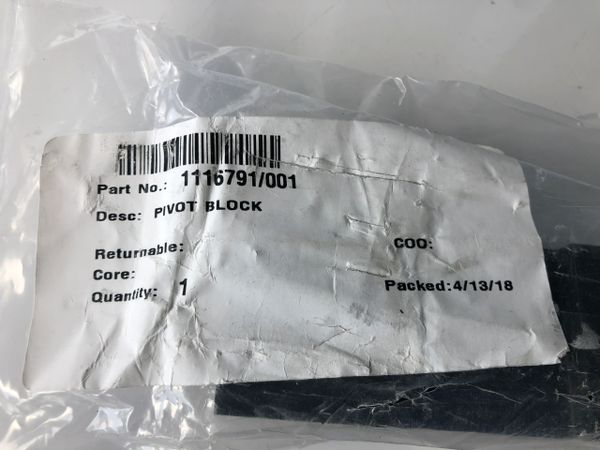 Part No.: 1116791/001
Desc: PIVOT BLOCK
Returnable:
COO:
Core:
Quantity: 1
Packed:4/13/18